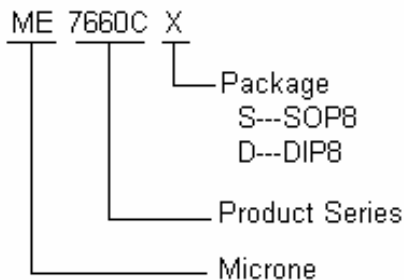 ME 7660C X
Package
S---SOP8
D---DIP8
Product Series
Microne